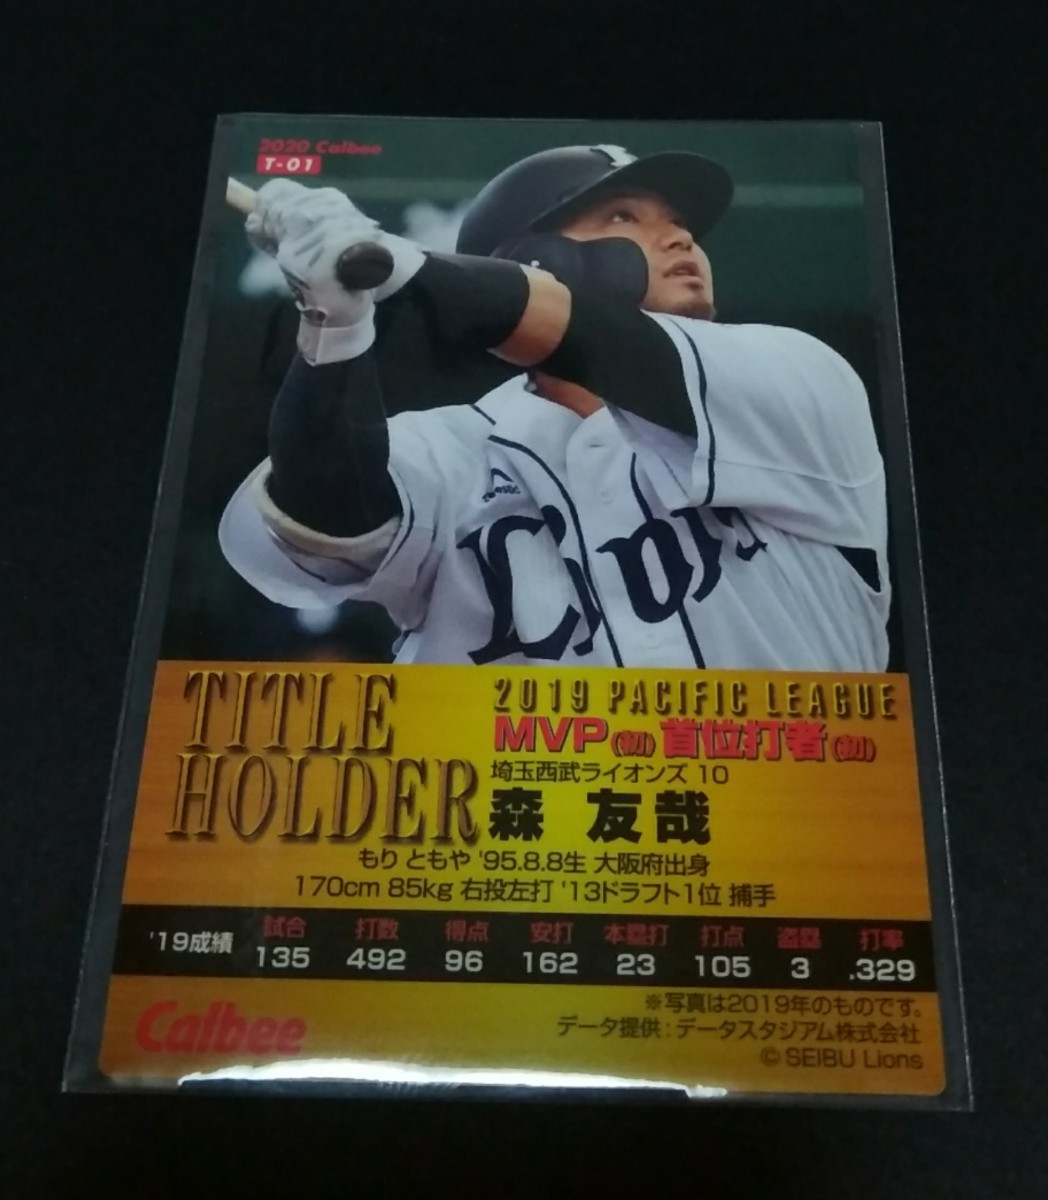 2020 Calbee
T-01
Lions
TITLE
HOLDER
2019 PACIFIC LEAGUE
MVP(初) 首位打者(初)
埼玉西武ライオンズ 10
森 友哉
もり ともや '95.8.8生 大阪府出身
170cm 85kg 右投左打 '13ドラフト1位 捕手
'19成績 試合 打数 得点 安打 本塁打 打点 盗塁 打率
135 492 96 162 23 105 3 .329
※写真は2019年のものです。
データ提供:データスタジアム株式会社
© SEIBU Lions
Calbee